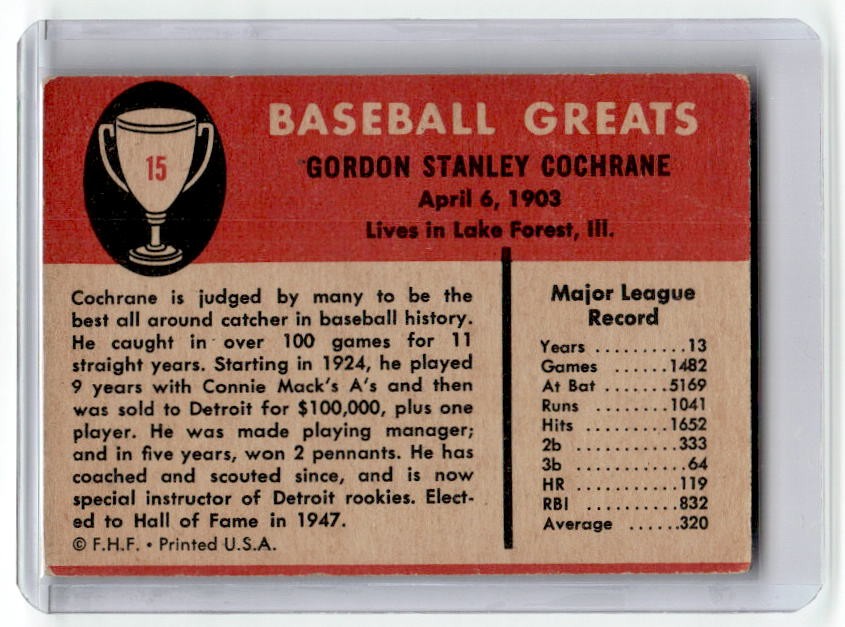 15
BASEBALL GREATS
GORDON STANLEY COCHRANE
April 6, 1903
Lives in Lake Forest, Ill.
Cochrane is judged by many to be the
best all around catcher in baseball history.
He caught in over 100 games for 11
straight years. Starting in 1924, he played
9 years with Connie Mack's A's and then
was sold to Detroit for $100,000, plus one
player. He was made playing manager;
and in five years, won 2 pennants. He has
coached and scouted since, and is now
special instructor of Detroit rookies. Elect-
ed to Hall of Fame in 1947.
© F.H.F. • Printed U.S.A.
Major League
Record
Years ..........13
Games .......1482
At Bat .......5169
Runs .......1041
Hits ..........1652
2b ............333
3b .............64
HR ............119
RBI ..........832
Average ......320